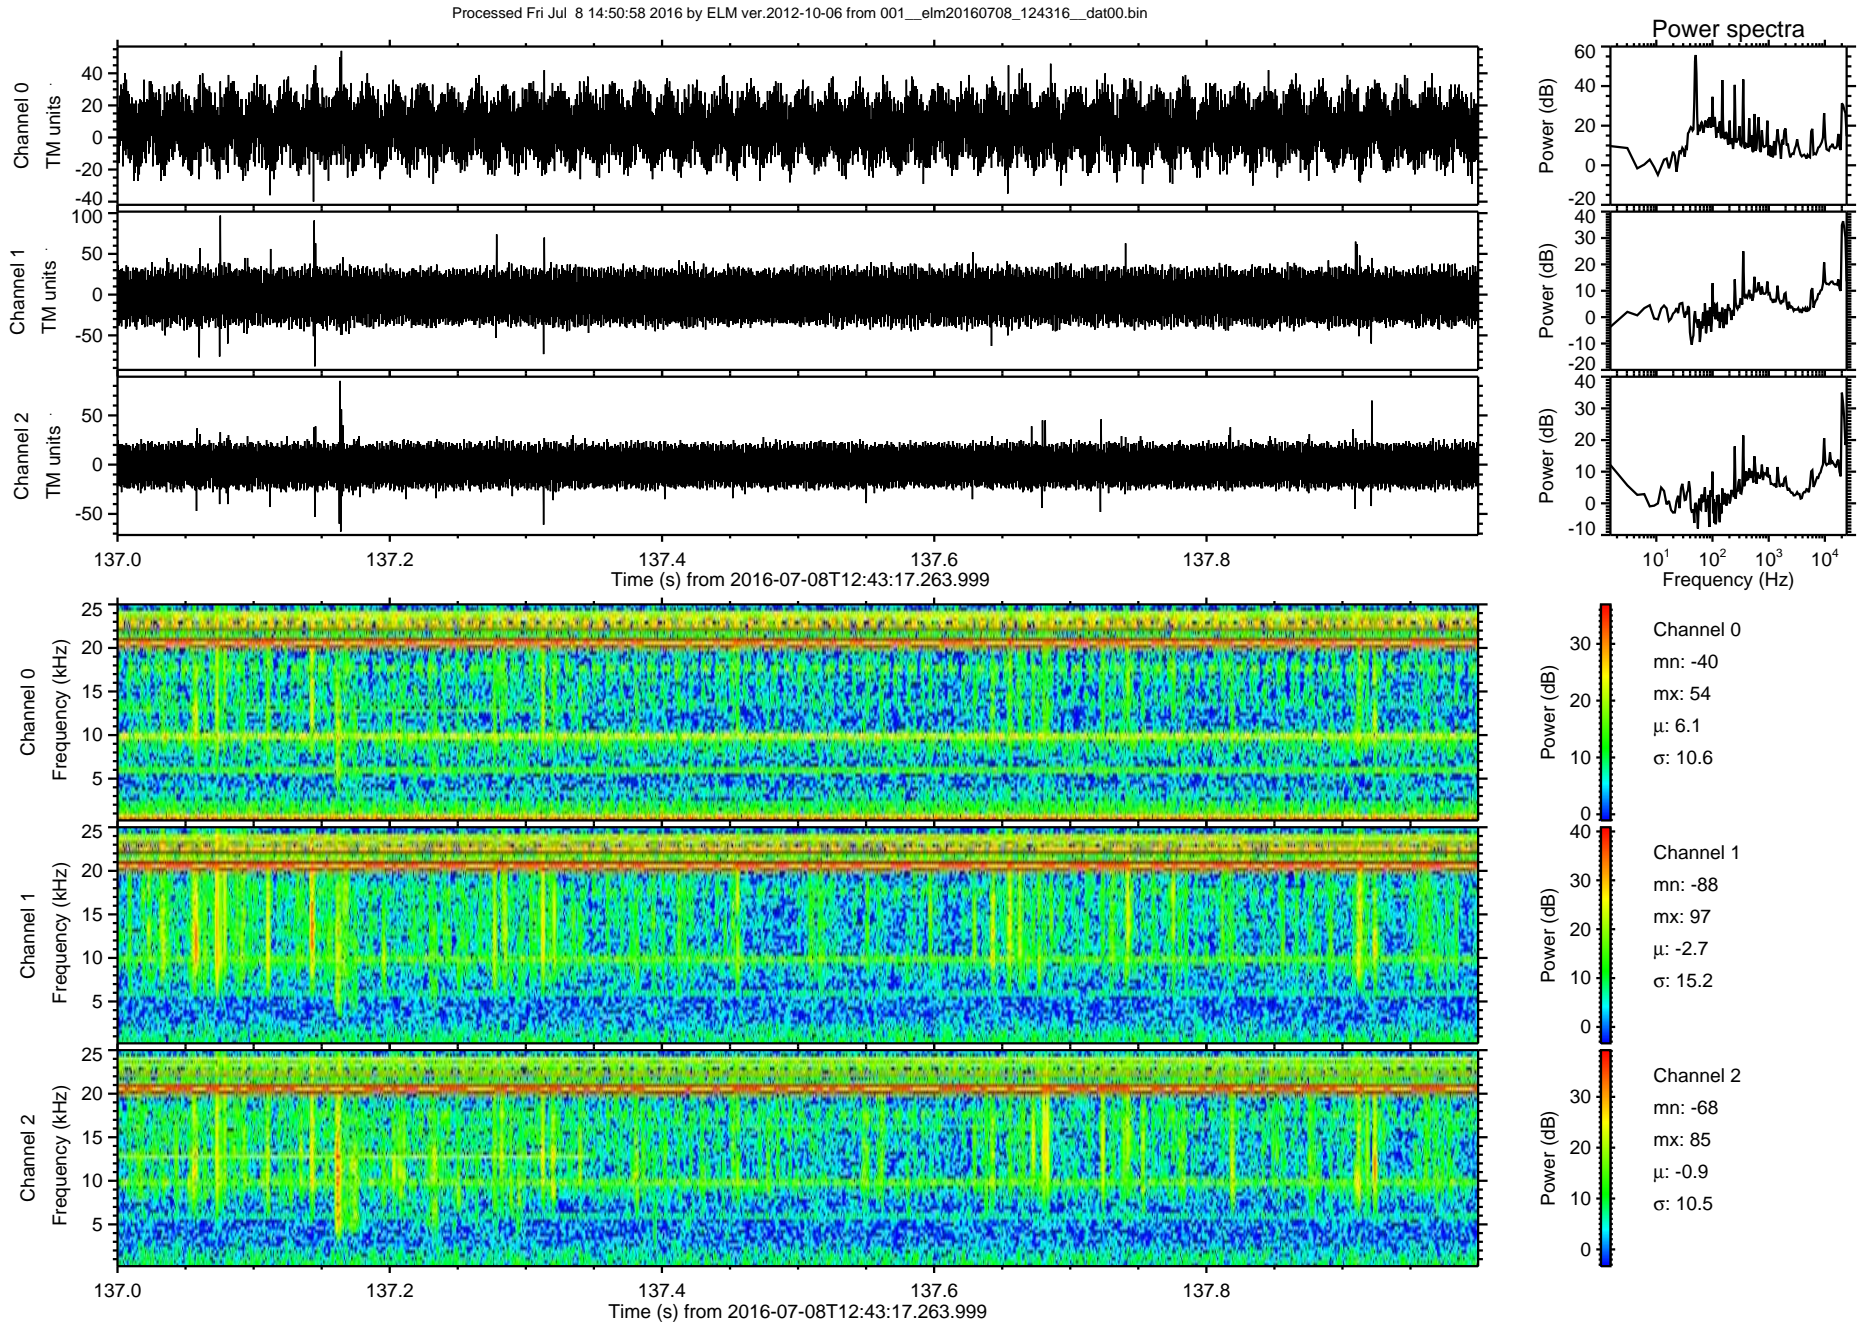 Processed Fri Jul  8 14:50:58 2016 by ELM ver.2012-10-06 from 001__elm20160708_124316__dat00.bin
Power spectra
Channel 0
TM units
40
20
0
-20
-40
Power (dB)
60
40
20
0
-20
Channel 1
TM units
100
50
0
-50
Power (dB)
40
30
20
10
0
-10
-20
Channel 2
TM units
50
0
-50
Power (dB)
40
30
20
10
0
-10
137.0 137.2 137.4 137.6 137.8
Time (s) from 2016-07-08T12:43:17.263.999
10^1 10^2 10^3 10^4
Frequency (Hz)
Channel 0
Frequency (kHz)
25
20
15
10
5
Power (dB)
30
20
10
0
Channel 0
mn: -40
mx: 54
μ: 6.1
σ: 10.6
Channel 1
Frequency (kHz)
25
20
15
10
5
Power (dB)
40
30
20
10
0
Channel 1
mn: -88
mx: 97
μ: -2.7
σ: 15.2
Channel 2
Frequency (kHz)
25
20
15
10
5
Power (dB)
30
20
10
0
Channel 2
mn: -68
mx: 85
μ: -0.9
σ: 10.5
137.0 137.2 137.4 137.6 137.8
Time (s) from 2016-07-08T12:43:17.263.999